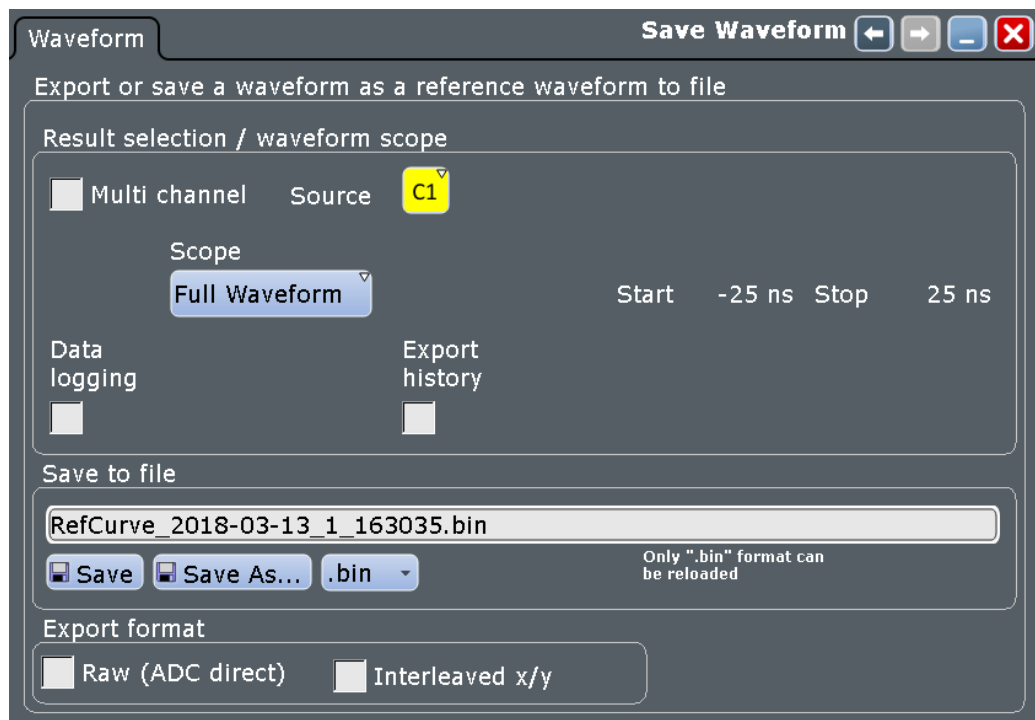 Waveform
Save Waveform
Export or save a waveform as a reference waveform to file
Result selection / waveform scope
Multi channel Source C1
Scope
Full Waveform Start -25 ns Stop 25 ns
Data Export
logging history
Save to file
RefCurve_2018-03-13_1_163035.bin
Save Save As... .bin
Only ".bin" format can
be reloaded
Export format
Raw (ADC direct) Interleaved x/y